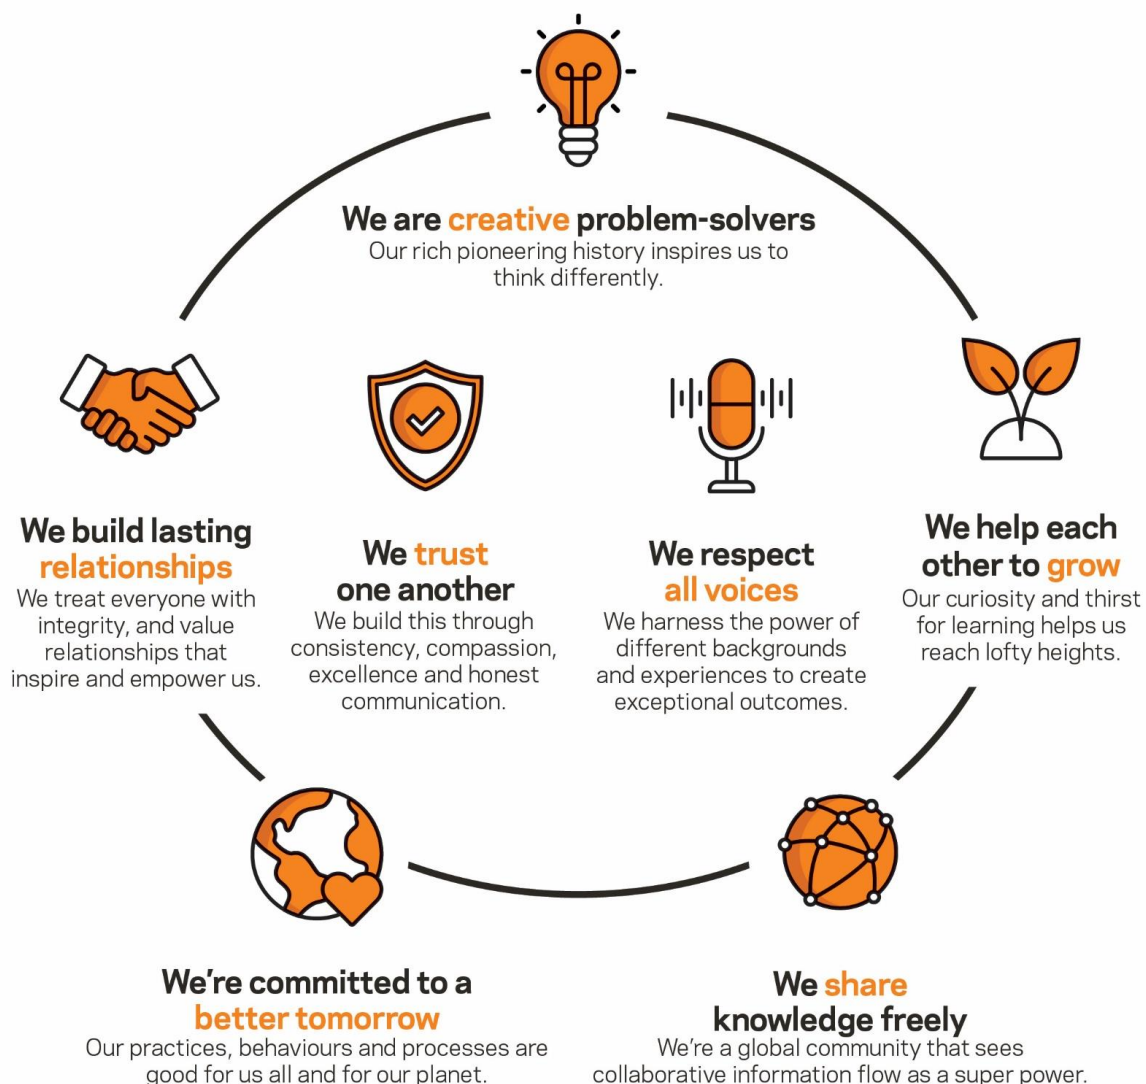 We are creative problem-solvers
Our rich pioneering history inspires us to
think differently.
We build lasting
relationships
We treat everyone with
integrity, and value
relationships that
inspire and empower us.
We trust
one another
We build this through
consistency, compassion,
excellence and honest
communication.
We respect
all voices
We harness the power of
different backgrounds
and experiences to create
exceptional outcomes.
We help each
other to grow
Our curiosity and thirst
for learning helps us
reach lofty heights.
We're committed to a
better tomorrow
Our practices, behaviours and processes are
good for us all and for our planet.
We share
knowledge freely
We're a global community that sees
collaborative information flow as a super power.